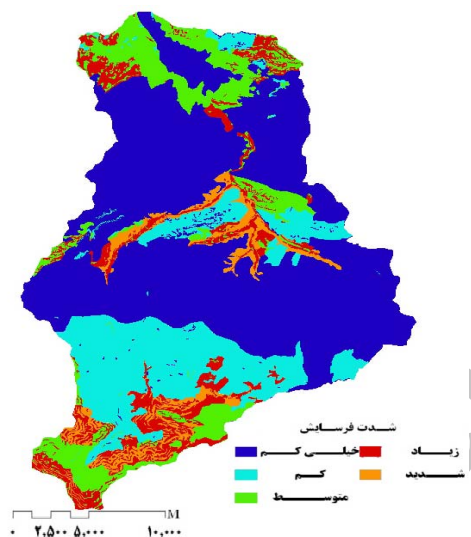 شدت فرسایش
خیلی کم
زیاد
کم
شدید
متوسط
۰ ۲,۵۰۰ ۵,۰۰۰ ۱۰,۰۰۰ M